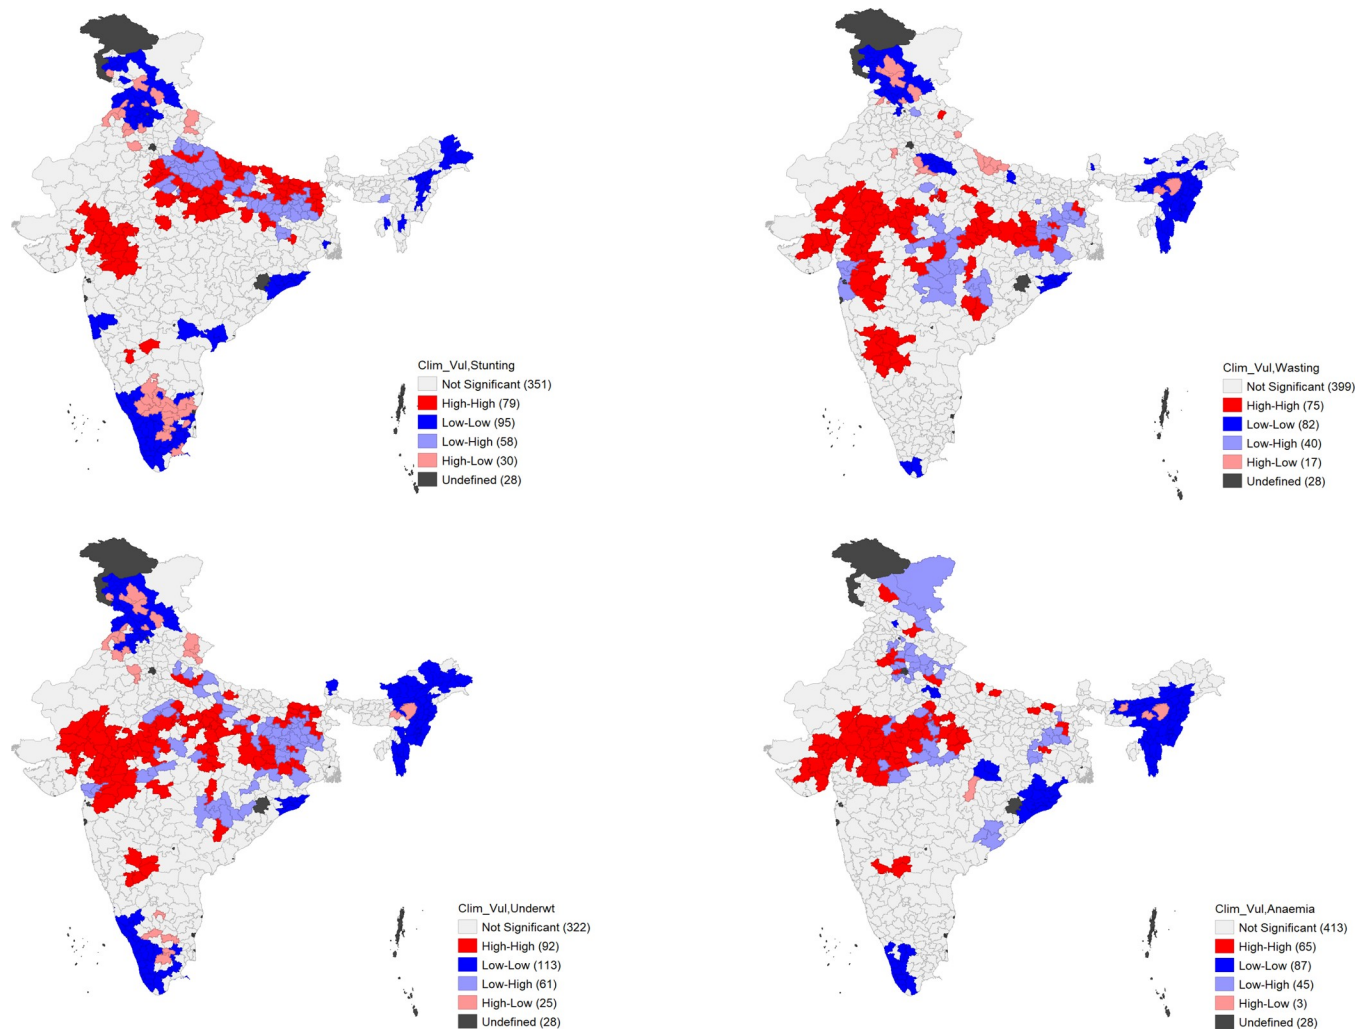 Clim_Vul,Stunting
Not Significant (351)
High-High (79)
Low-Low (95)
Low-High (58)
High-Low (30)
Undefined (28)
Clim_Vul,Wasting
Not Significant (399)
High-High (75)
Low-Low (82)
Low-High (40)
High-Low (17)
Undefined (28)
Clim_Vul,Underwt
Not Significant (322)
High-High (92)
Low-Low (113)
Low-High (61)
High-Low (25)
Undefined (28)
Clim_Vul,Anaemia
Not Significant (413)
High-High (65)
Low-Low (87)
Low-High (45)
High-Low (3)
Undefined (28)